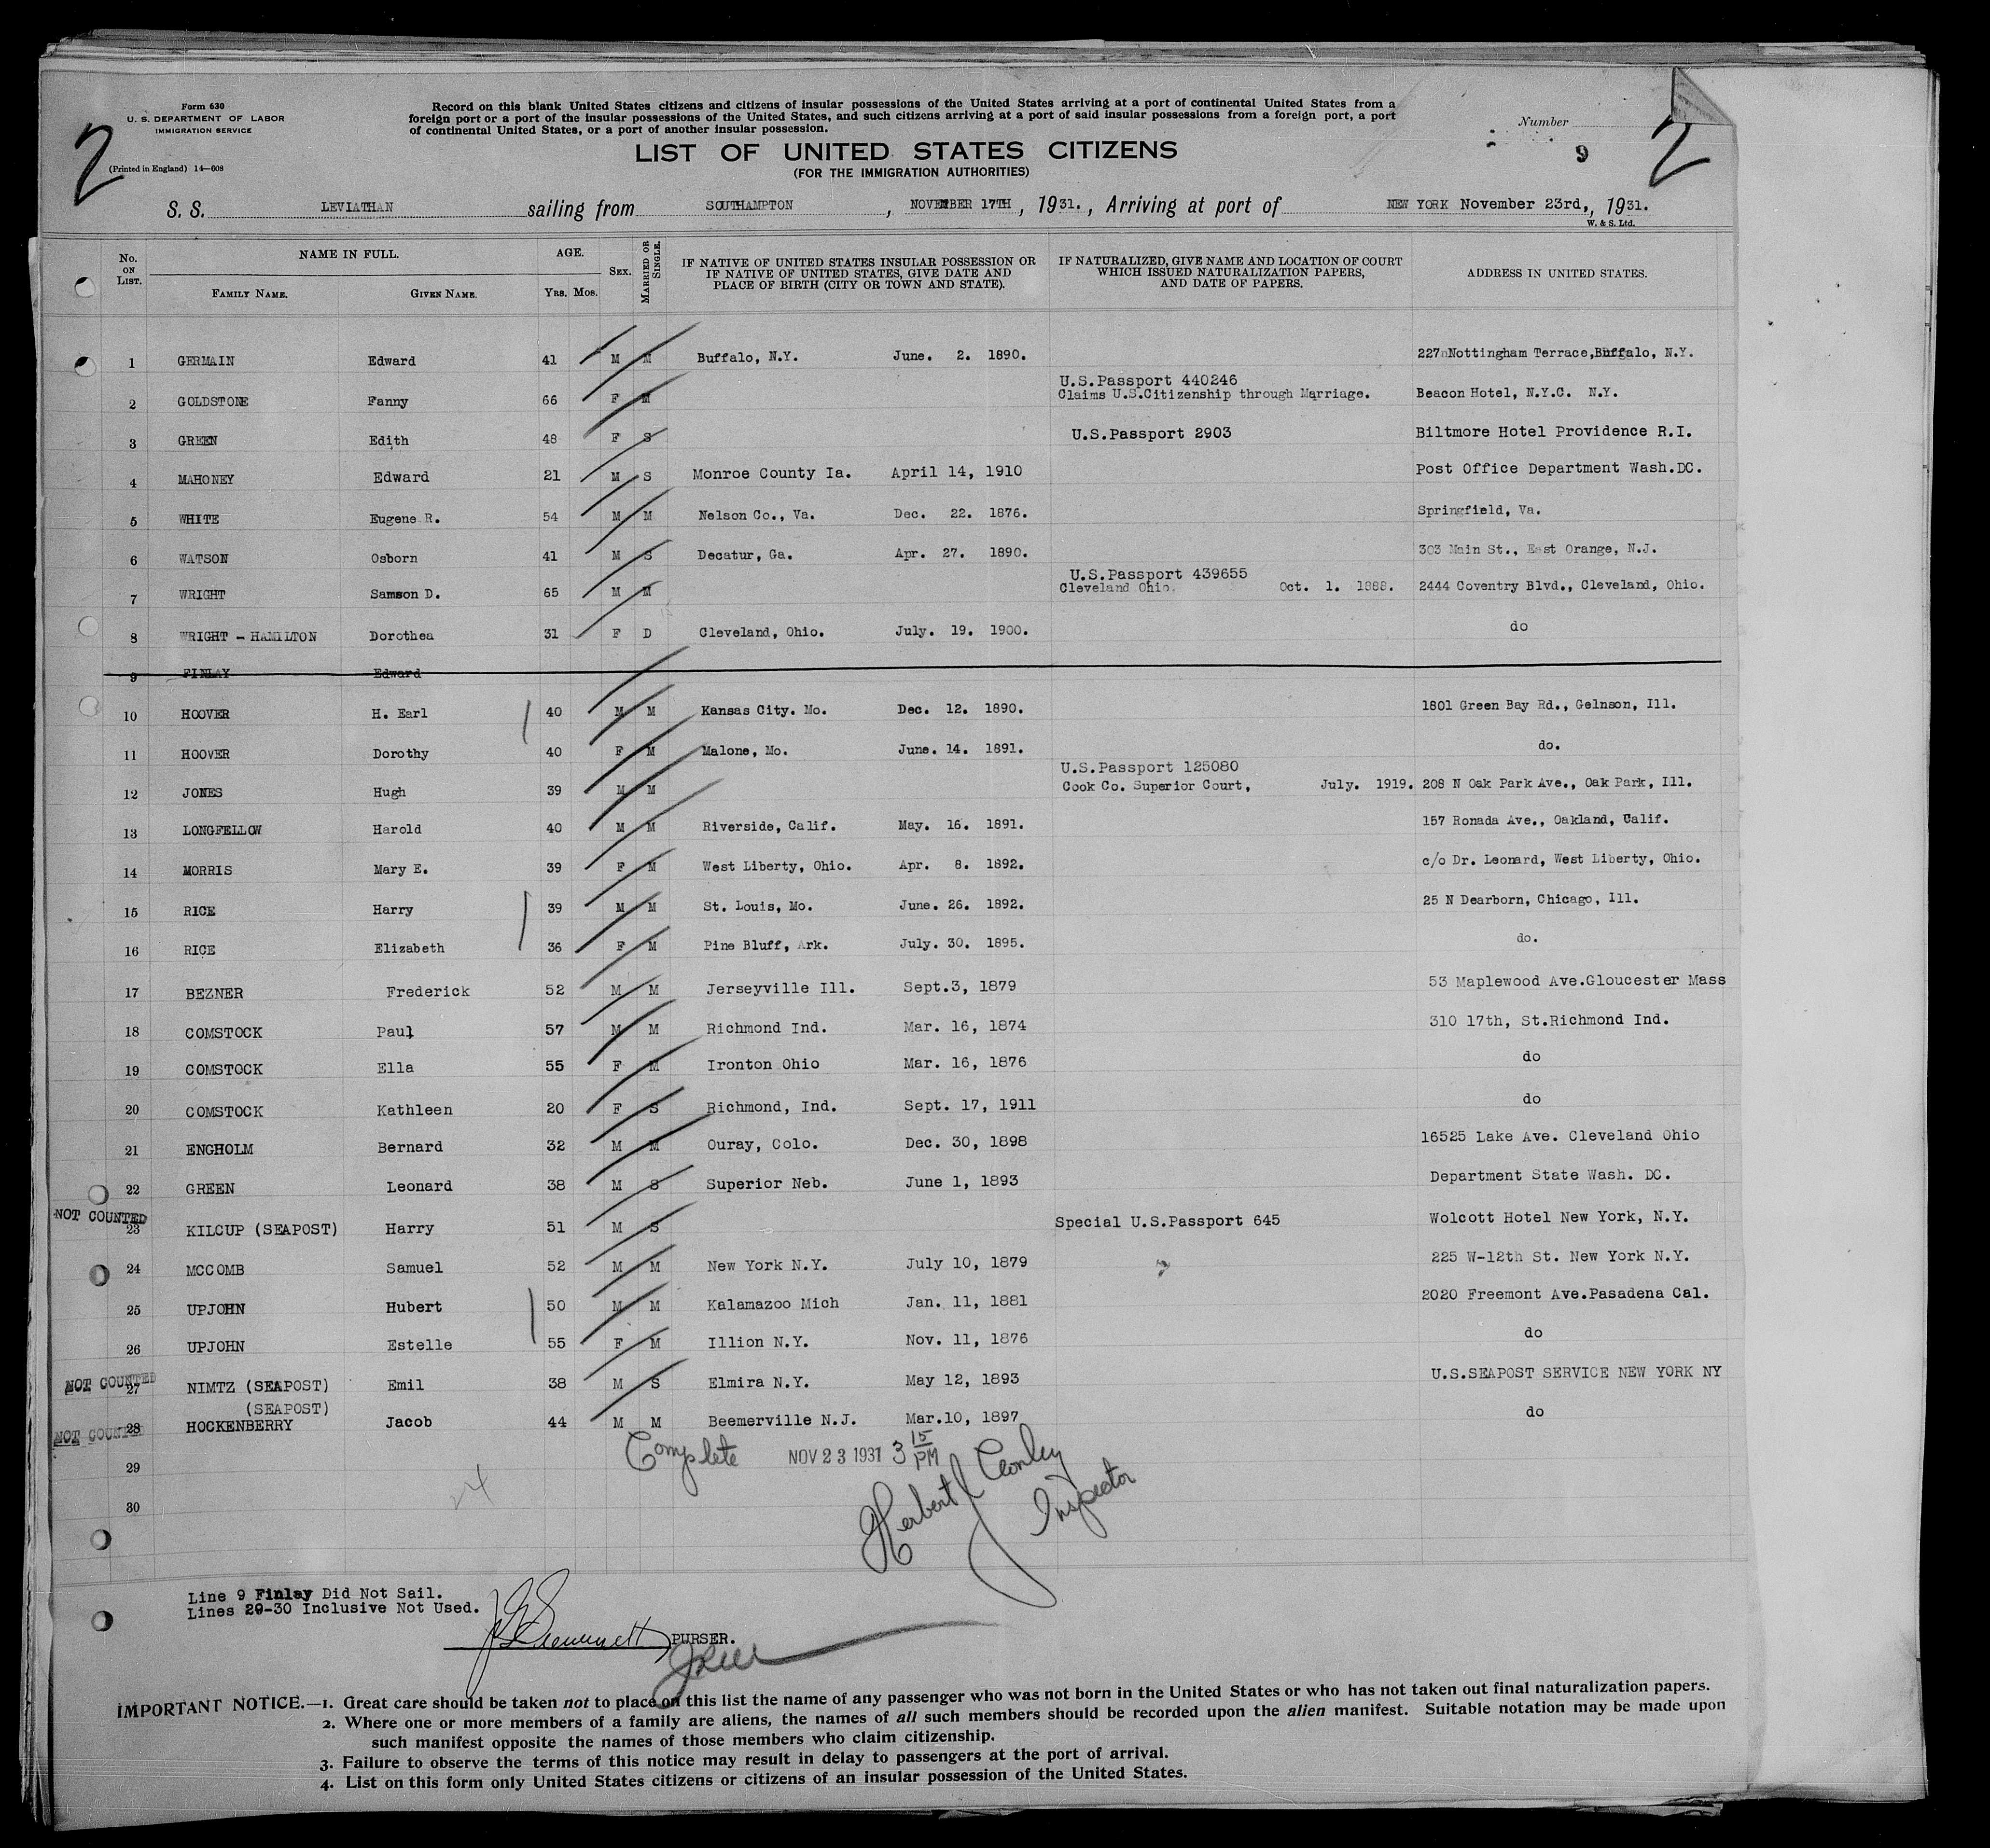 Form 630
U. S. DEPARTMENT OF LABOR
IMMIGRATION SERVICE
(Printed in England) 14—608
2
Record on this blank United States citizens and citizens of insular possessions of the United States arriving at a port of continental United States from a
foreign port or a port of the insular possessions of the United States, and such citizens arriving at a port of said insular possessions from a foreign port, a port
of continental United States, or a port of another insular possession.
LIST OF UNITED STATES CITIZENS
(FOR THE IMMIGRATION AUTHORITIES)
Number
9
2
S. S. LEVIATHAN sailing from SOUTHAMPTON, NOVEMBER 17TH, 1931., Arriving at port of NEW YORK November 23rd,, 1931.
W. & S. Ltd.
No. ON LIST. NAME IN FULL. AGE. SEX. MARRIED OR SINGLE. IF NATIVE OF UNITED STATES INSULAR POSSESSION OR IF NATIVE OF UNITED STATES, GIVE DATE AND PLACE OF BIRTH (CITY OR TOWN AND STATE). IF NATURALIZED, GIVE NAME AND LOCATION OF COURT WHICH ISSUED NATURALIZATION PAPERS, AND DATE OF PAPERS. ADDRESS IN UNITED STATES.
FAMILY NAME. GIVEN NAME. YRS. MOS.
1 GERMAIN Edward 41 M M Buffalo, N.Y. June. 2. 1890. 227 Nottingham Terrace,Buffalo, N.Y.
U.S.Passport 440246
2 GOLDSTONE Fanny 66 F M Claims U.S.Citizenship through Marriage. Beacon Hotel, N.Y.C. N.Y.
3 GREEN Edith 48 F S U.S.Passport 2903 Biltmore Hotel Providence R.I.
4 MAHONEY Edward 21 M S Monroe County Ia. April 14, 1910 Post Office Department Wash.DC.
5 WHITE Eugene R. 54 M M Nelson Co., Va. Dec. 22. 1876. Springfield, Va.
6 WATSON Osborn 41 M S Decatur, Ga. Apr. 27. 1890. 303 Main St., East Orange, N.J.
U.S.Passport 439655
7 WRIGHT Samson D. 65 M M Cleveland Ohio. Oct. 1. 1888. 2444 Coventry Blvd., Cleveland, Ohio.
8 WRIGHT - HAMILTON Dorothea 31 F D Cleveland, Ohio. July. 19. 1900. do
9 FINLAY Edward
10 HOOVER H. Earl 40 M M Kansas City. Mo. Dec. 12. 1890. 1801 Green Bay Rd., Gelnson, Ill.
11 HOOVER Dorothy 40 F M Malone, Mo. June. 14. 1891. do.
U.S.Passport 125080
12 JONES Hugh 39 M M Cook Co. Superior Court, July. 1919. 208 N Oak Park Ave., Oak Park, Ill.
13 LONGFELLOW Harold 40 M M Riverside, Calif. May. 16. 1891. 157 Ronada Ave., Oakland, Calif.
14 MORRIS Mary E. 39 F M West Liberty, Ohio. Apr. 8. 1892. c/o Dr. Leonard, West Liberty, Ohio.
15 RICE Harry 39 M M St. Louis, Mo. June. 26. 1892. 25 N Dearborn, Chicago, Ill.
16 RICE Elizabeth 36 F M Pine Bluff, Ark. July. 30. 1895. do.
17 BEZNER Frederick 52 M M Jerseyville Ill. Sept.3, 1879 53 Maplewood Ave.Gloucester Mass
18 COMSTOCK Paul 57 M M Richmond Ind. Mar. 16, 1874 310 17th, St.Richmond Ind.
19 COMSTOCK Ella 55 F M Ironton Ohio Mar. 16, 1876 do
20 COMSTOCK Kathleen 20 F S Richmond, Ind. Sept. 17, 1911 do
21 ENGHOLM Bernard 32 M M Ouray, Colo. Dec. 30, 1898 16525 Lake Ave. Cleveland Ohio
22 GREEN Leonard 38 M S Superior Neb. June 1, 1893 Department State Wash. DC.
NOT COUNTED
23 KILCUP (SEAPOST) Harry 51 M S Special U.S.Passport 645 Wolcott Hotel New York, N.Y.
24 MCCOMB Samuel 52 M M New York N.Y. July 10, 1879 225 W-12th St. New York N.Y.
25 UPJOHN Hubert 50 M M Kalamazoo Mich Jan. 11, 1881 2020 Freemont Ave.Pasadena Cal.
26 UPJOHN Estelle 55 F M Illion N.Y. Nov. 11, 1876 do
NOT COUNTED
27 NIMTZ (SEAPOST) Emil 38 M S Elmira N.Y. May 12, 1893 U.S.SEAPOST SERVICE NEW YORK NY
(SEAPOST)
28 HOCKENBERRY Jacob 44 M M Beemerville N.J. Mar.10, 1897 do
NOT COUNTED
Complete NOV 23 1931 3 15 PM
29
24
30
Herbert J Conley
Inspector
Line 9 Finlay Did Not Sail.
Lines 29-30 Inclusive Not Used.
PURSER.
IMPORTANT NOTICE.—1. Great care should be taken not to place on this list the name of any passenger who was not born in the United States or who has not taken out final naturalization papers.
2. Where one or more members of a family are aliens, the names of all such members should be recorded upon the alien manifest. Suitable notation may be made upon
such manifest opposite the names of those members who claim citizenship.
3. Failure to observe the terms of this notice may result in delay to passengers at the port of arrival.
4. List on this form only United States citizens or citizens of an insular possession of the United States.